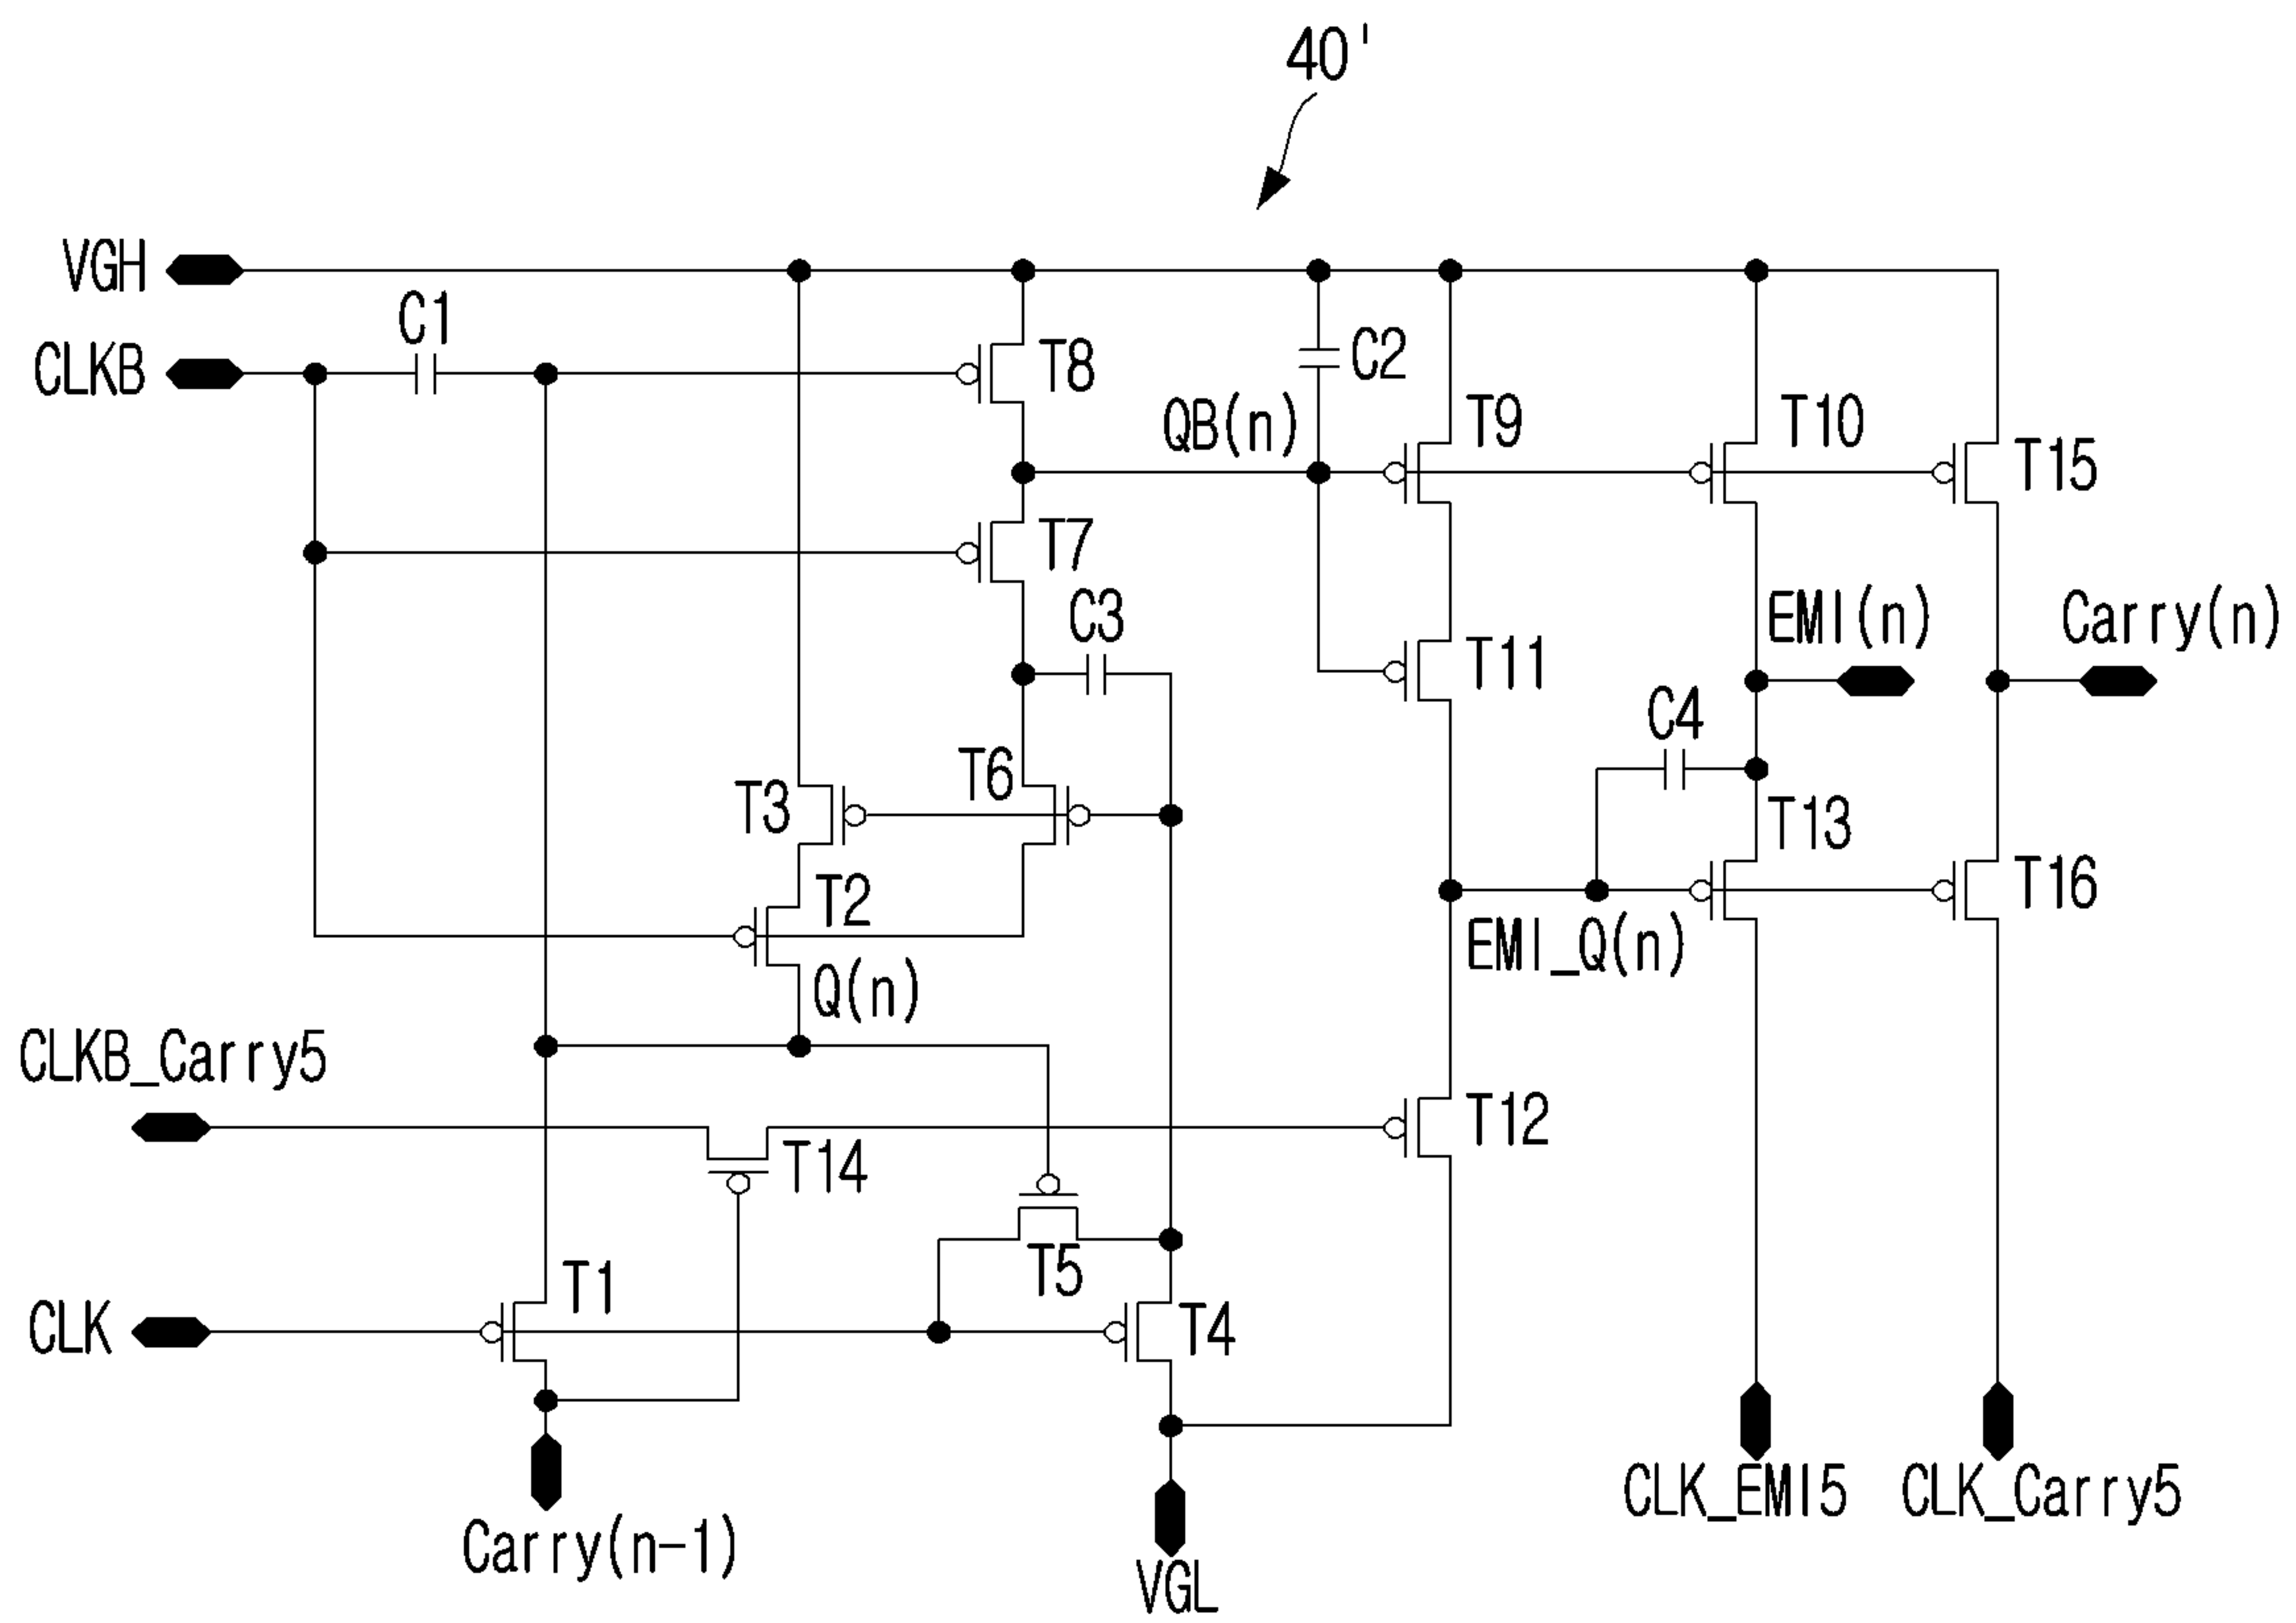 40'
VGH
C1
CLKB
T8
C2
QB(n)
T9
T10
T15
T7
C3
T11
EMI(n)
Carry(n)
C4
T3
T6
T13
T2
T16
EMI_Q(n)
Q(n)
CLKB_Carry5
T14
T12
T5
T1
CLK
T4
CLK_EMI5
CLK_Carry5
Carry(n-1)
VGL